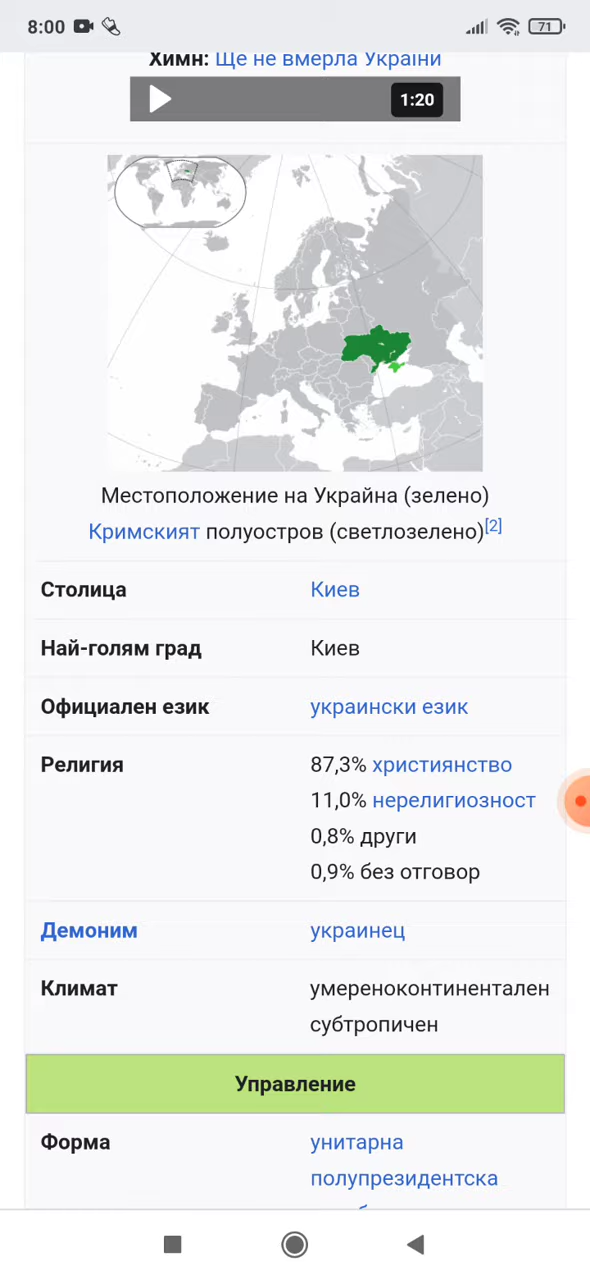 8:00
71
Химн: Ще не вмерла України
1:20
Местоположение на Украйна (зелено)
Кримският полуостров (светлозелено)[2]
Столица Киев
Най-голям град Киев
Официален език украински език
Религия 87,3% християнство
11,0% нерелигиозност
0,8% други
0,9% без отговор
Демоним украинец
Климат умереноконтинентален
субтропичен
Управление
Форма унитарна
полупрезидентска